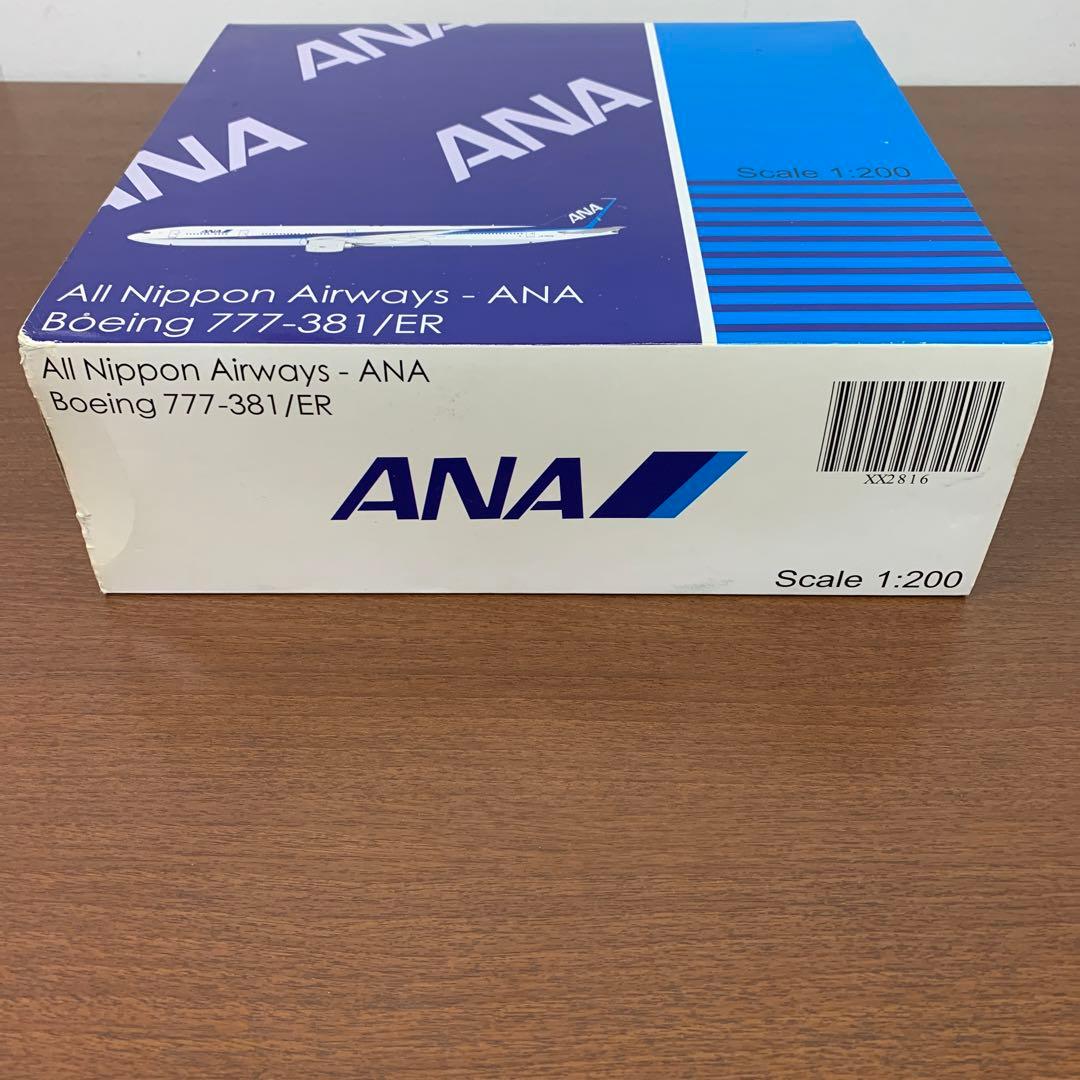 ANA
ANA
ANA
Scale 1:200
ANA
ANA
All Nippon Airways - ANA
Boeing 777-381/ER
All Nippon Airways - ANA
Boeing 777-381/ER
ANA
XX2816
Scale 1:200